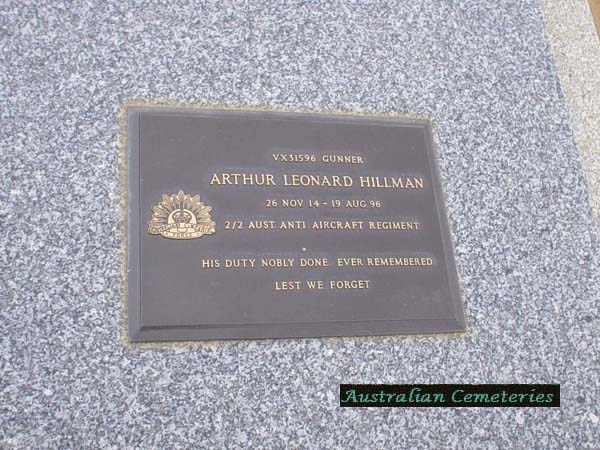 VX31596 GUNNER
ARTHUR LEONARD HILLMAN
26 NOV 14 - 19 AUG 96
2/2 AUST. ANTI AIRCRAFT REGIMENT
HIS DUTY NOBLY DONE. EVER REMEMBERED
LEST WE FORGET
Australian Cemeteries